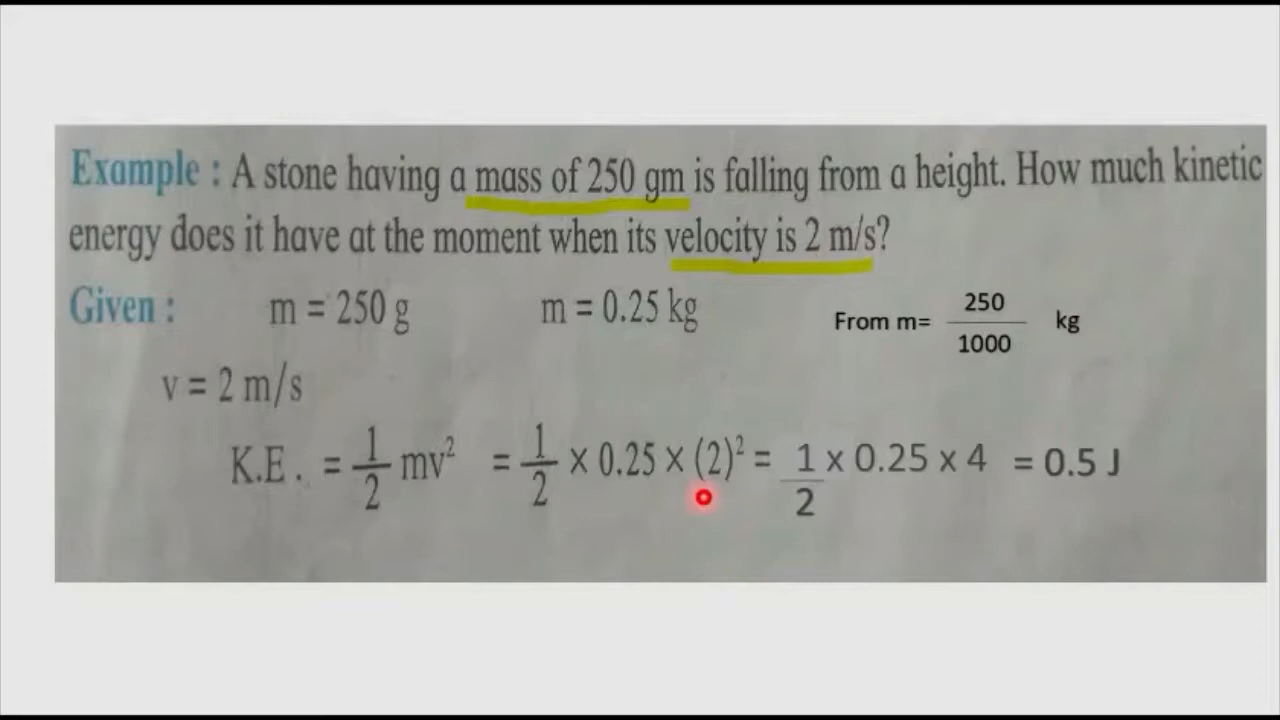 Example : A stone having a mass of 250 gm is falling from a height. How much kinetic
energy does it have at the moment when its velocity is 2 m/s?
Given : m = 250 g m = 0.25 kg From m= 250/1000 kg
v = 2 m/s
K.E. = 1/2 mv² = 1/2 × 0.25 × (2)² = 1/2 x 0.25 x 4 = 0.5 J